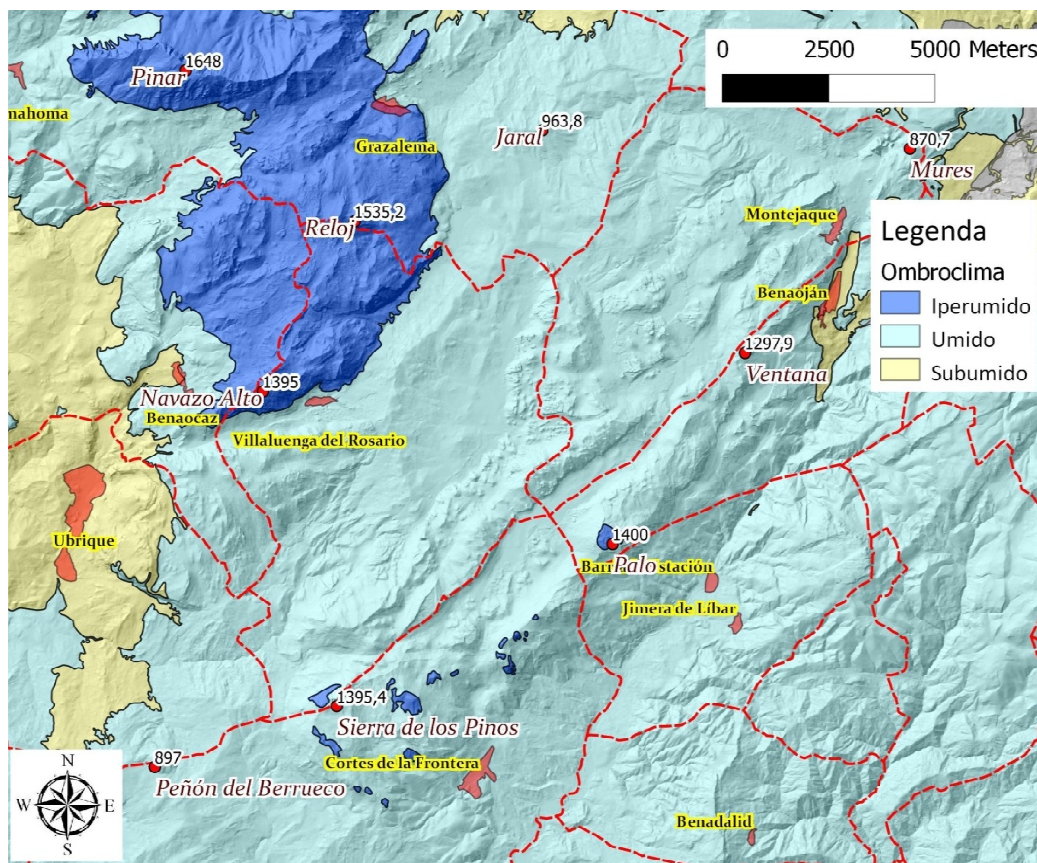 0 2500 5000 Meters
1648
Pinar
nahoma
Grazalema
963,8
Jaral
870,7
Mures
1535,2
Reloj
Montejaque
Legenda
Ombroclima
Iperumido
Umido
Subumido
Benaoján
1297,9
Ventana
1395
Navazo Alto
Benaocaz
Villaluenga del Rosario
Ubrique
1400
Palo
Jimera de Líbar
1395,4
Sierra de los Pinos
Cortes de la Frontera
897
Peñón del Berrueco
Benadalid
N
W E
S